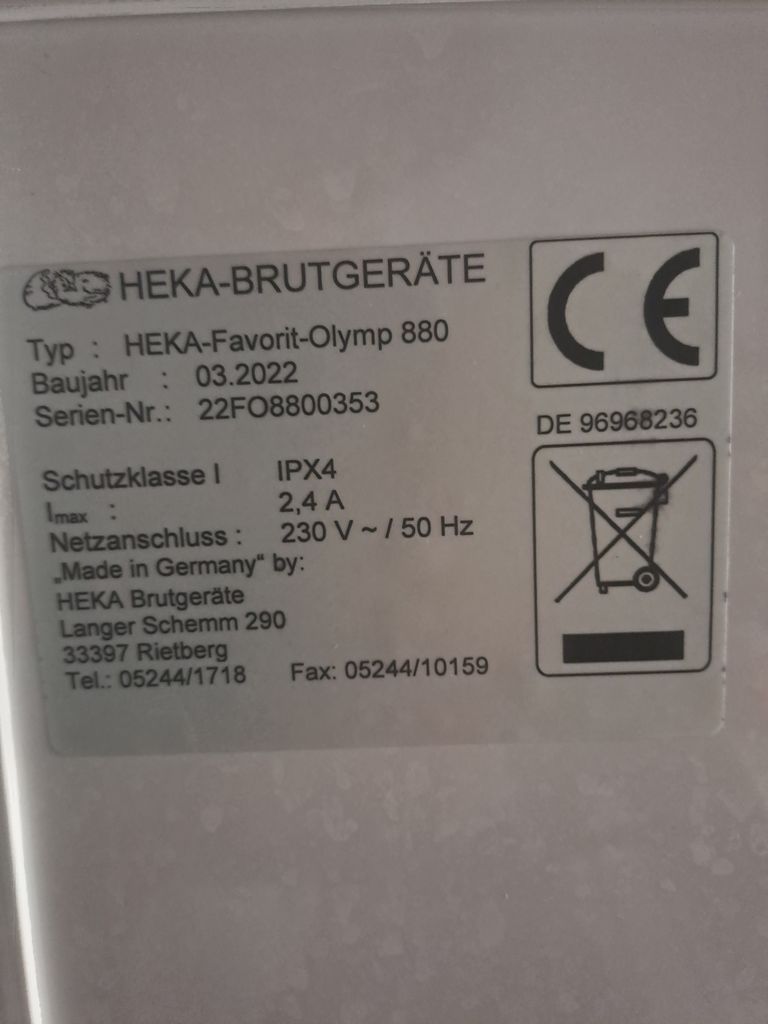 HEKA-BRUTGERÄTE
Typ : HEKA-Favorit-Olymp 880
Baujahr : 03.2022
Serien-Nr.: 22FO8800353
CE
DE 96968236
Schutzklasse I IPX4
Imax : 2,4 A
Netzanschluss : 230 V ~ / 50 Hz
„Made in Germany“ by:
HEKA Brutgeräte
Langer Schemm 290
33397 Rietberg
Tel.: 05244/1718 Fax: 05244/10159